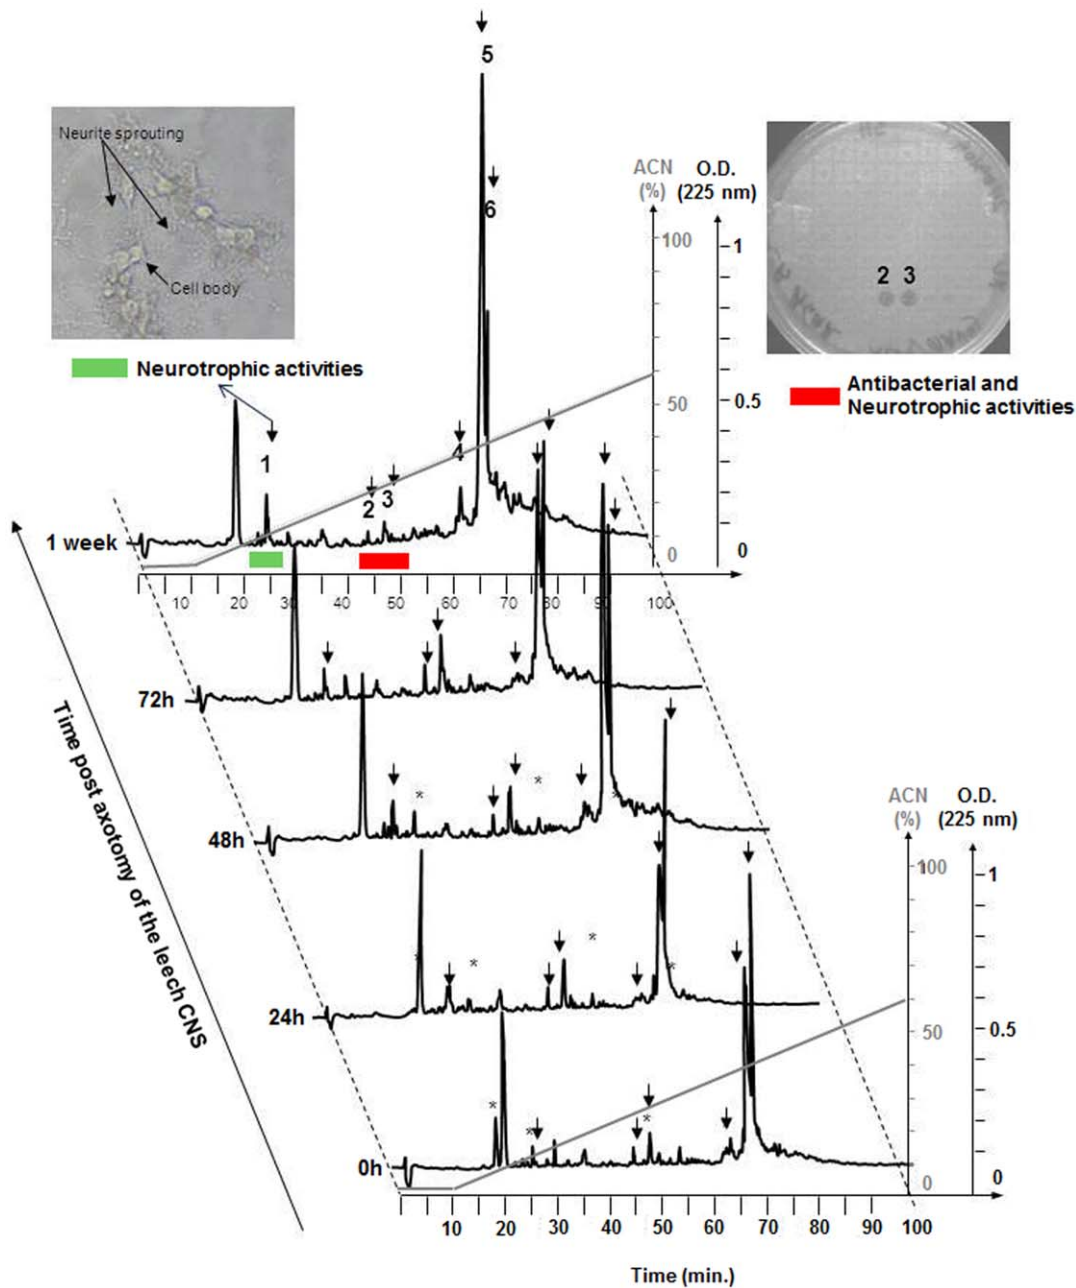 5
Neurite sprouting
ACN
(%)
O.D.
(225 nm)
6
100
1
Cell body
2 3
Neurotrophic activities
Antibacterial and
Neurotrophic activities
50
0.5
1
4
2
3
1 week
0
0
10 20 30 40 50 60 70 80 90 100
72h
Time post axotomy of the leech CNS
*
*
*
48h
ACN
(%)
O.D.
(225 nm)
100
1
*
*
*
*
24h
50
0.5
*
*
*
0h
0
0
10 20 30 40 50 60 70 80 90 100
Time (min.)